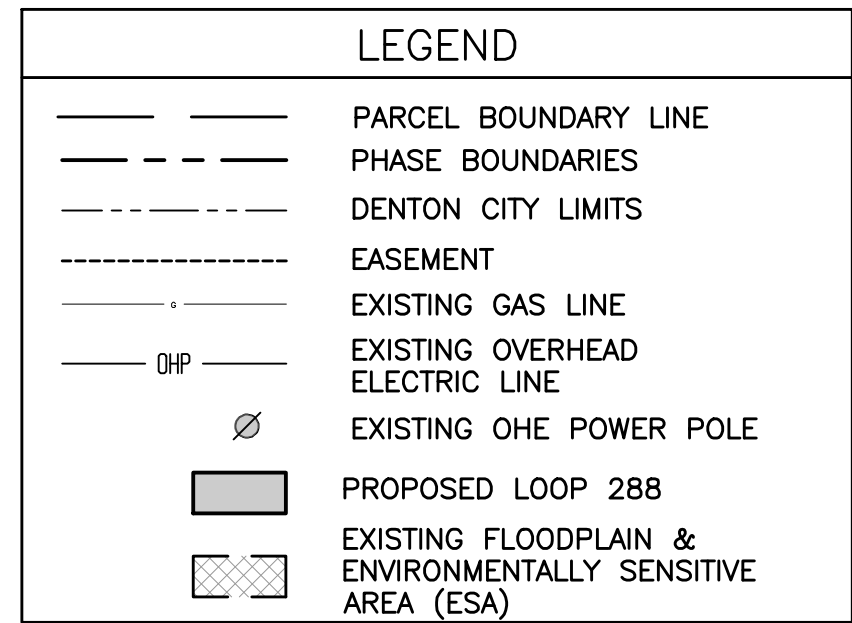 LEGEND
PARCEL BOUNDARY LINE
PHASE BOUNDARIES
DENTON CITY LIMITS
EASEMENT
G
EXISTING GAS LINE
OHP
EXISTING OVERHEAD
ELECTRIC LINE
EXISTING OHE POWER POLE
PROPOSED LOOP 288
EXISTING FLOODPLAIN &
ENVIRONMENTALLY SENSITIVE
AREA (ESA)